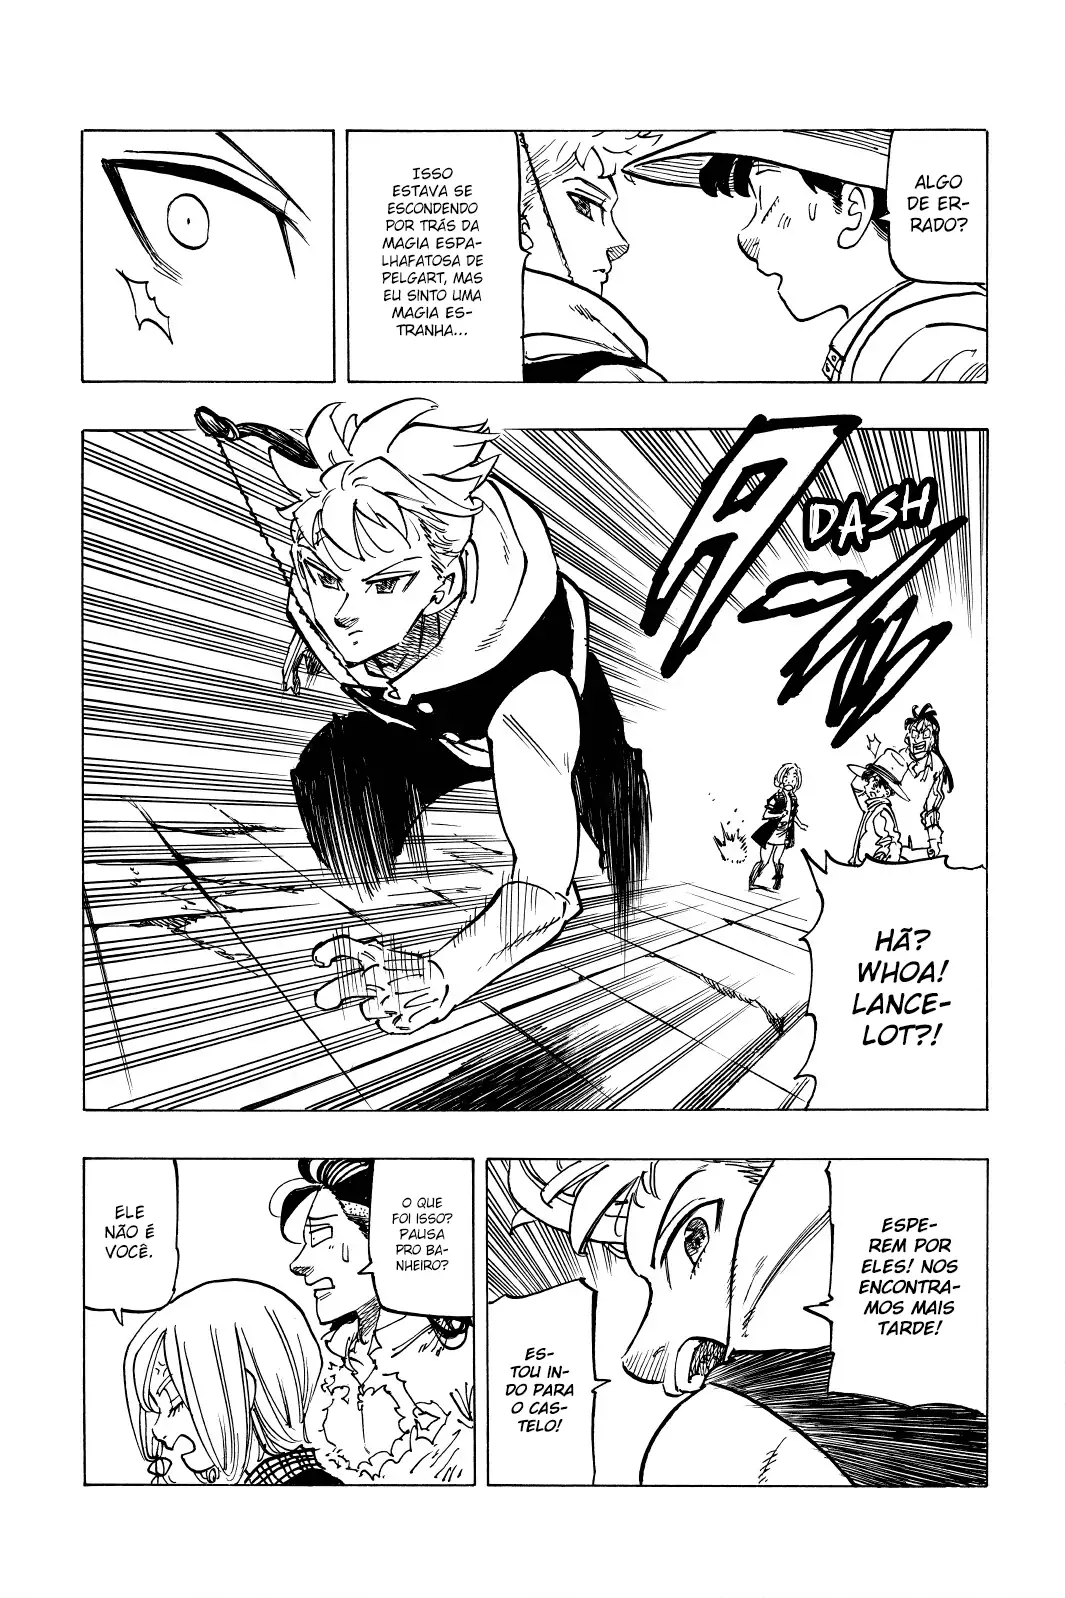 ALGO
DE ER-
RADO?
ISSO
ESTAVA SE
ESCONDENDO
POR TRÁS DA
MAGIA ESPA-
LHAFATOSA DE
PELGART, MAS
EU SINTO UMA
MAGIA ES-
TRANHA...
DASH
HÃ?
WHOA!
LANCE-
LOT?!
ESPE-
REM POR
ELES! NOS
ENCONTRA-
MOS MAIS
TARDE!
ES-
TOU IN-
DO PARA
O CAS-
TELO!
O QUE
FOI ISSO?
PAUSA
PRO BA-
NHEIRO?
ELE
NÃO É
VOCÊ.